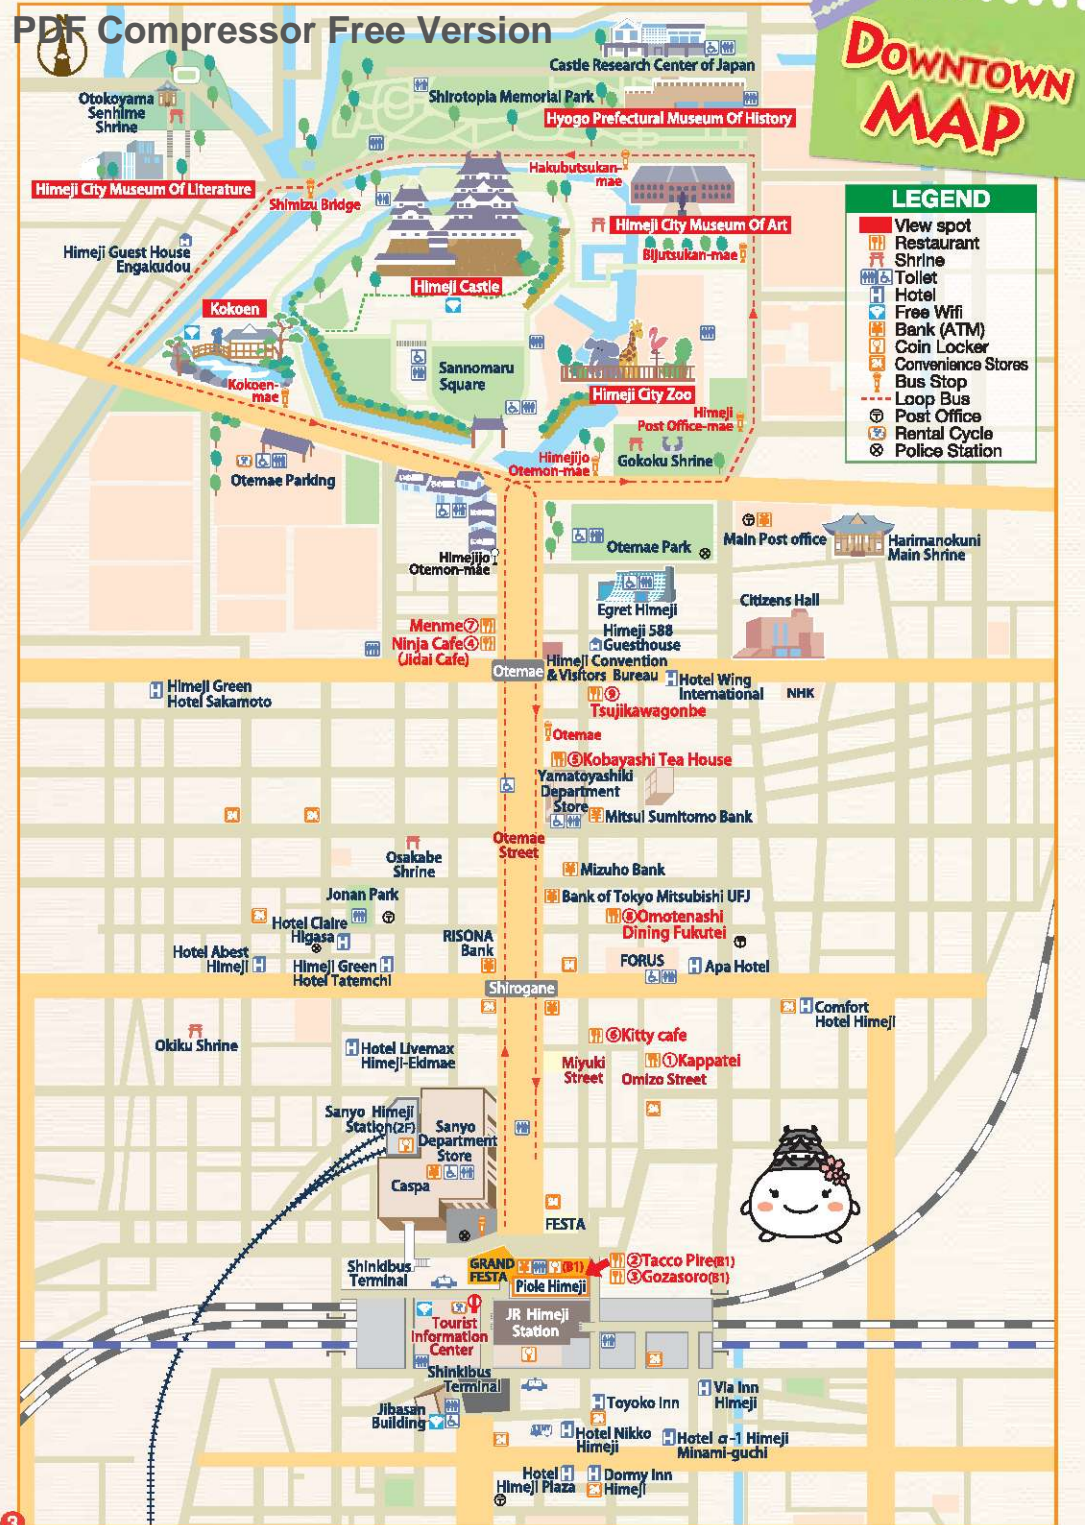 PDF Compressor Free Version
N
DOWNTOWN
MAP
Castle Research Center of Japan
Otokoyama
Senhime
Shrine
Shirotopia Memorial Park
Hyogo Prefectural Museum Of History
Himeji City Museum Of Literature
Hakubutsukan-
mae
Shimizu Bridge
Himeji City Museum Of Art
Bijutsukan-mae
Himeji Guest House
Engakudou
Himeji Castle
Kokoen
Sannomaru
Square
Kokoen-
mae
Himeji City Zoo
Himeji
Post Office-mae
Himejijo
Otemon-mae
Gokoku Shrine
Otemae Parking
LEGEND
View spot
Restaurant
Shrine
Toilet
Hotel
Free Wifi
Bank (ATM)
Coin Locker
24 Convenience Stores
Bus Stop
Loop Bus
Post Office
Rental Cycle
Police Station
Himejijo
Otemon-mae
Otemae Park
Main Post office
Harimanokuni
Main Shrine
Egret Himeji
Citizens Hall
Menme⑦
Ninja Cafe④
(Jidai Cafe)
Himeji 588
Guesthouse
Otemae
Himeji Convention
& Visitors Bureau
Hotel Wing
International
NHK
Himeji Green
Hotel Sakamoto
⑨
Tsujikawagonbe
Otemae
⑤Kobayashi Tea House
Yamatoyashiki
Department
Store
Mitsui Sumitomo Bank
Otemae
Street
Osakabe
Shrine
Mizuho Bank
Jonan Park
Bank of Tokyo Mitsubishi UFJ
Hotel Claire
Higasa
⑧Omotenashi
Dining Fukutei
RISONA
Bank
Hotel Abest
Himeji
Himeji Green
Hotel Tatemchi
FORUS
Apa Hotel
Shirogane
Comfort
Hotel Himeji
Okiku Shrine
Hotel Livemax
Himeji-Ekimae
⑥Kitty cafe
Miyuki
Street
①Kappatei
Omizo Street
Sanyo Himeji
Station(2F)
Sanyo
Department
Store
Caspa
FESTA
Shinkibus
Terminal
GRAND
FESTA
(B1)
Piole Himeji
②Tacco Pire(B1)
③Gozasoro(B1)
JR Himeji
Station
Tourist
Information
Center
Shinkibus
Terminal
Jibasan
Building
Toyoko Inn
Via Inn
Himeji
Hotel Nikko
Himeji
Hotel α-1 Himeji
Minami-guchi
Hotel
Himeji Plaza
Dormy Inn
Himeji
3